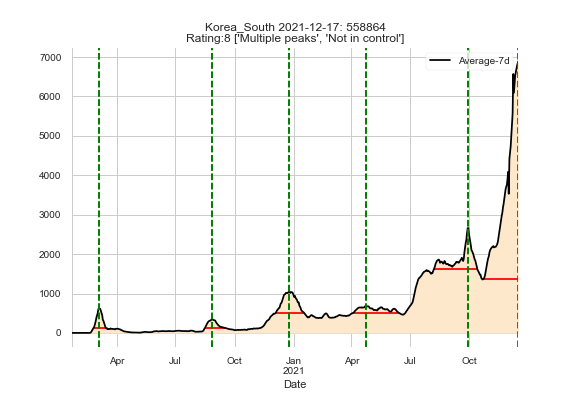 Korea_South 2021-12-17: 558864
Rating:8 ['Multiple peaks', 'Not in control']
Average-7d
7000
6000
5000
4000
3000
2000
1000
0
Apr Jul Oct Jan Apr Jul Oct
2021
Date